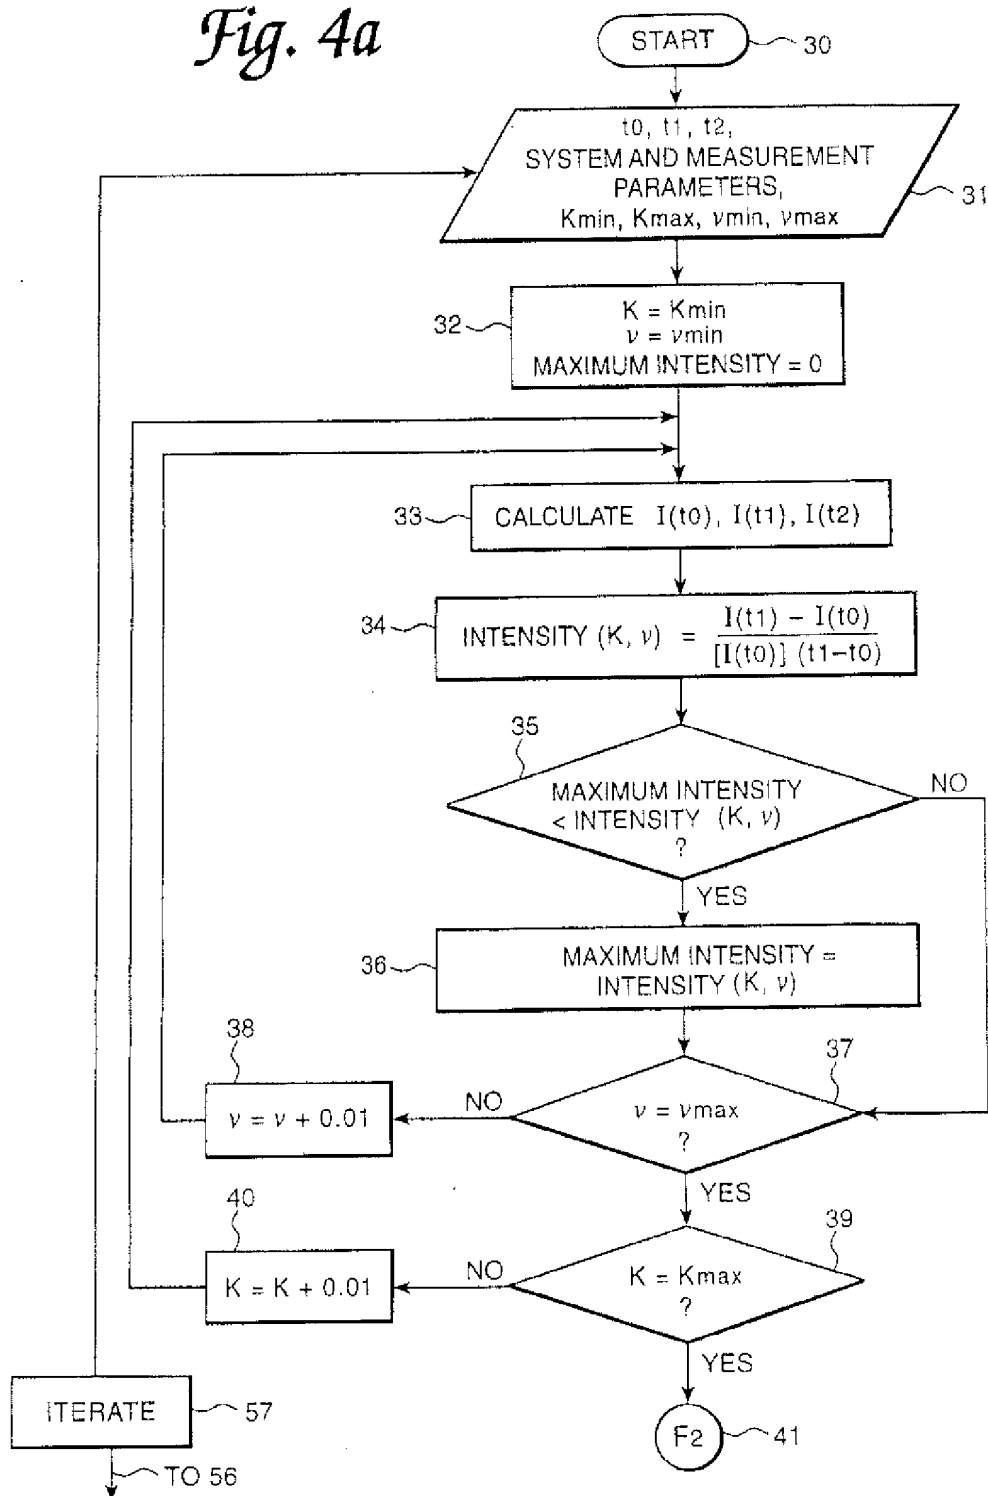 Fig. 4a
START
30
t0, t1, t2,
SYSTEM AND MEASUREMENT
PARAMETERS,
Kmin, Kmax, νmin, νmax
31
32
K = Kmin
ν = νmin
MAXIMUM INTENSITY = 0
33
CALCULATE I(t0), I(t1), I(t2)
34
INTENSITY (K, ν) =
I(t1) – I(t0)
[I(t0)] (t1–t0)
35
MAXIMUM INTENSITY
< INTENSITY (K, ν)
?
NO
YES
36
MAXIMUM INTENSITY =
INTENSITY (K, ν)
38
ν = ν + 0.01
NO
37
ν = νmax
?
YES
40
K = K + 0.01
NO
39
K = Kmax
?
YES
ITERATE
57
F2
41
TO 56